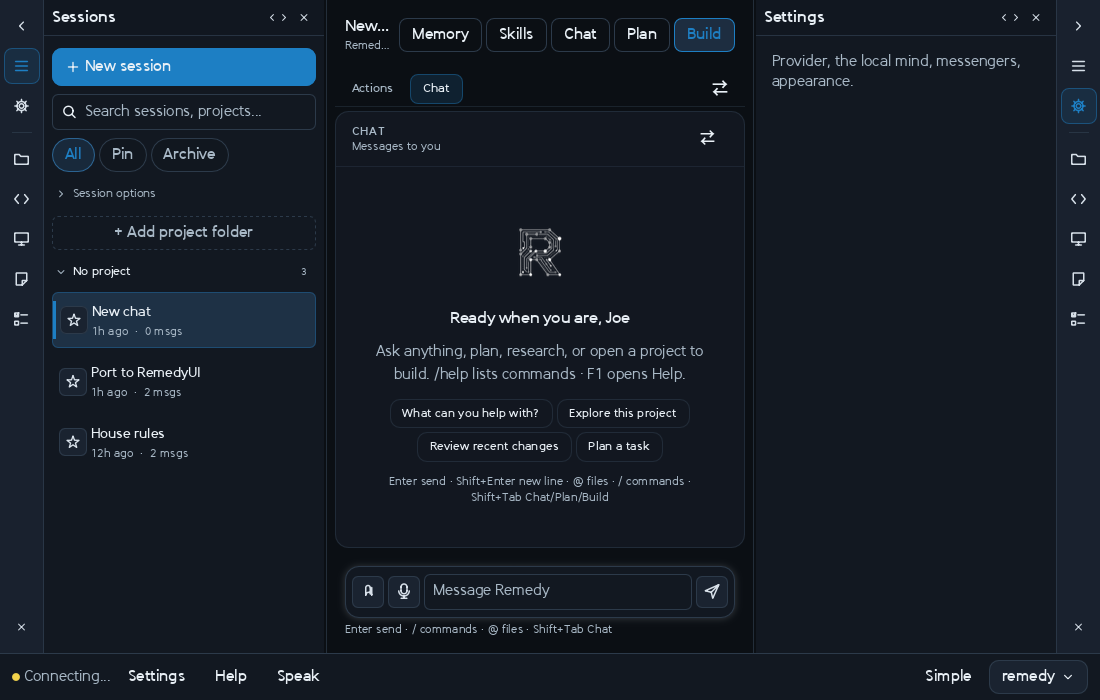 Sessions
New session
Search sessions, projects...
All
Pin
Archive
Session options
+ Add project folder
No project
3
New chat
1h ago · 0 msgs
Port to RemedyUI
1h ago · 2 msgs
House rules
12h ago · 2 msgs
New...
Remed...
Memory
Skills
Chat
Plan
Build
Actions
Chat
CHAT
Messages to you
Ready when you are, Joe
Ask anything, plan, research, or open a project to
build. /help lists commands · F1 opens Help.
What can you help with?
Explore this project
Review recent changes
Plan a task
Enter send · Shift+Enter new line · @ files · / commands ·
Shift+Tab Chat/Plan/Build
Message Remedy
Enter send · / commands · @ files · Shift+Tab Chat
Settings
Provider, the local mind, messengers,
appearance.
Connecting...
Settings
Help
Speak
Simple
remedy